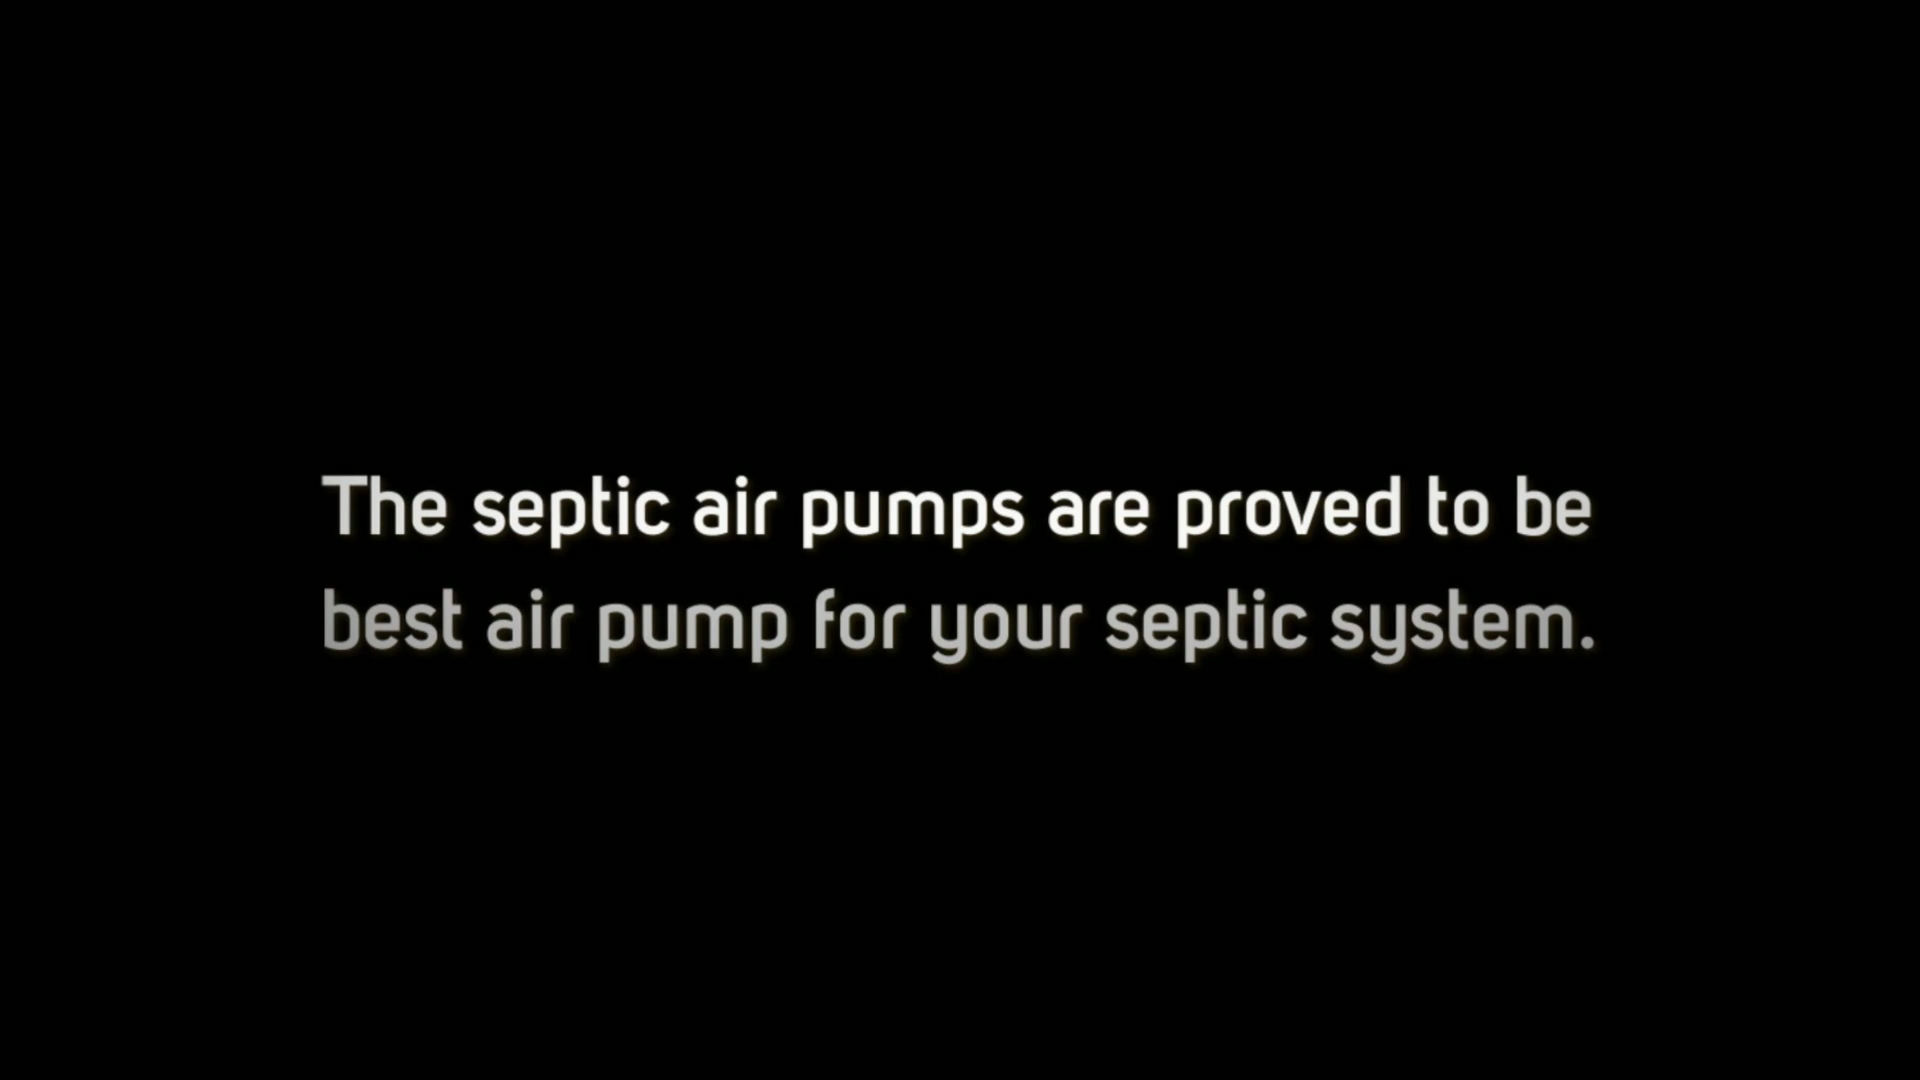 The septic air pumps are proved to be
best air pump for your septic system.